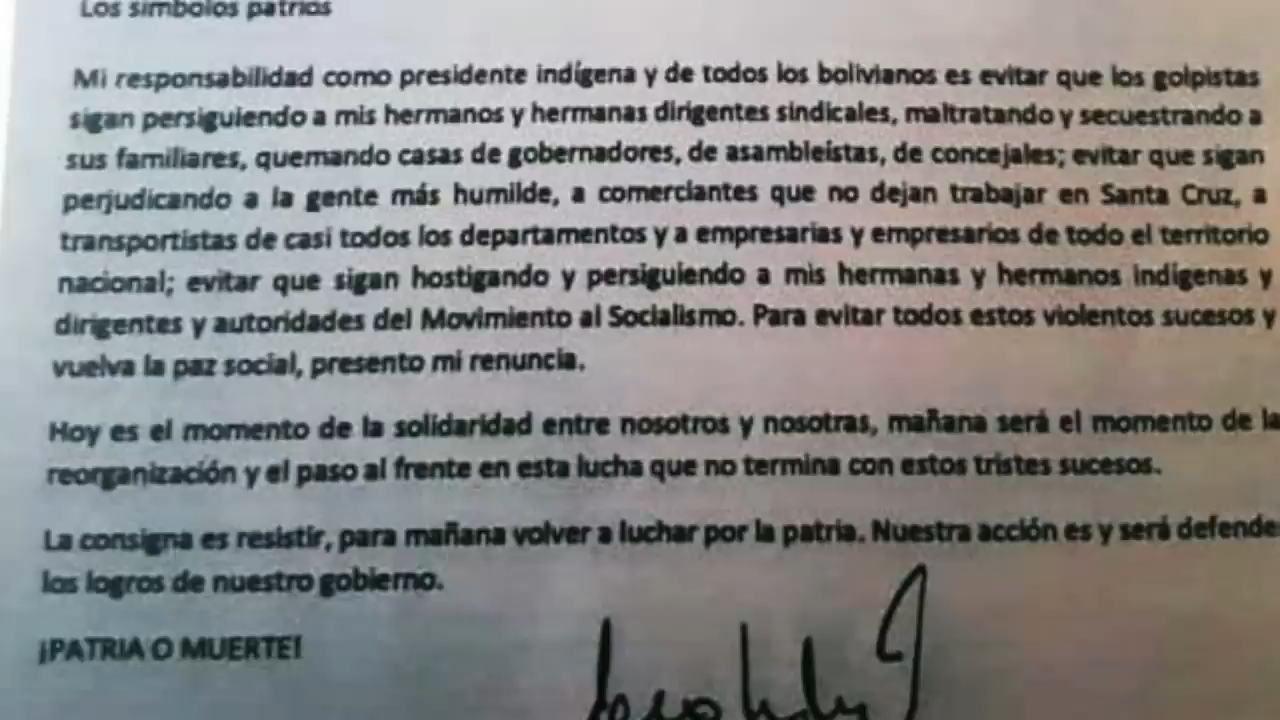 Los símbolos patrios
Mi responsabilidad como presidente indígena y de todos los bolivianos es evitar que los golpistas
sigan persiguiendo a mis hermanos y hermanas dirigentes sindicales, maltratando y secuestrando a
sus familiares, quemando casas de gobernadores, de asambleístas, de concejales; evitar que sigan
perjudicando a la gente más humilde, a comerciantes que no dejan trabajar en Santa Cruz, a
transportistas de casi todos los departamentos y a empresarias y empresarios de todo el territorio
nacional; evitar que sigan hostigando y persiguiendo a mis hermanas y hermanos indígenas y
dirigentes y autoridades del Movimiento al Socialismo. Para evitar todos estos violentos sucesos y
vuelva la paz social, presento mi renuncia.
Hoy es el momento de la solidaridad entre nosotros y nosotras, mañana será el momento de la
reorganización y el paso al frente en esta lucha que no termina con estos tristes sucesos.
La consigna es resistir, para mañana volver a luchar por la patria. Nuestra acción es y será defende
los logros de nuestro gobierno.
¡PATRIA O MUERTE!